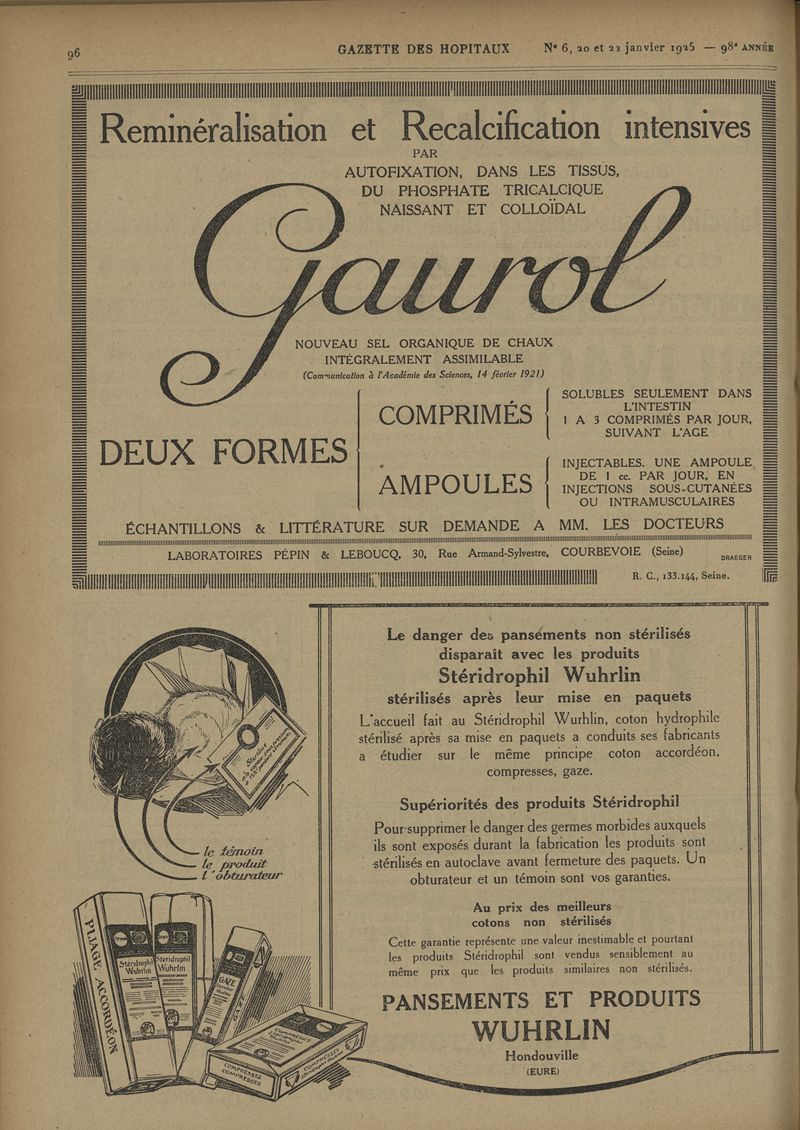 96
GAZETTE DES HOPITAUX
Nº 6, 20 et 22 janvier 1925 — 98ᵉ ANNÉE
Reminéralisation et Recalcification intensives
PAR
AUTOFIXATION, DANS LES TISSUS,
DU PHOSPHATE TRICALCIQUE
NAISSANT ET COLLOÏDAL
Gaurol
NOUVEAU SEL ORGANIQUE DE CHAUX
INTÉGRALEMENT ASSIMILABLE
(Communication à l'Académie des Sciences, 14 février 1921)
DEUX FORMES
COMPRIMÉS
SOLUBLES SEULEMENT DANS
L'INTESTIN
1 A 3 COMPRIMÉS PAR JOUR,
SUIVANT L'AGE
AMPOULES
INJECTABLES. UNE AMPOULE
DE 1 cc. PAR JOUR, EN
INJECTIONS SOUS-CUTANÉES
OU INTRAMUSCULAIRES
ÉCHANTILLONS & LITTÉRATURE SUR DEMANDE A MM. LES DOCTEURS
LABORATOIRES PÉPIN & LEBOUCQ, 30, Rue Armand-Sylvestre, COURBEVOIE (Seine)
DRAEGER
R. C., 133.144, Seine.
le témoin
le produit
l'obturateur
PLIAGE ACCORDÉON
Stéridrophil
Wuhrlin
Stéridrophil
Wuhrlin
GAZE
GAZE
COMPRESSES
COMPRESSES
COMPRESSES
COMPRESSES
Le danger des pansements non stérilisés
disparaît avec les produits
Stéridrophil Wuhrlin
stérilisés après leur mise en paquets
L'accueil fait au Stéridrophil Wurhlin, coton hydrophile
stérilisé après sa mise en paquets a conduits ses fabricants
a étudier sur le même principe coton accordéon,
compresses, gaze.
Supériorités des produits Stéridrophil
Pour supprimer le danger des germes morbides auxquels
ils sont exposés durant la fabrication les produits sont
stérilisés en autoclave avant fermeture des paquets. Un
obturateur et un témoin sont vos garanties.
Au prix des meilleurs
cotons non stérilisés
Cette garantie représente une valeur inestimable et pourtant
les produits Stéridrophil sont vendus sensiblement au
même prix que les produits similaires non stérilisés.
PANSEMENTS ET PRODUITS
WUHRLIN
Hondouville
(EURE)